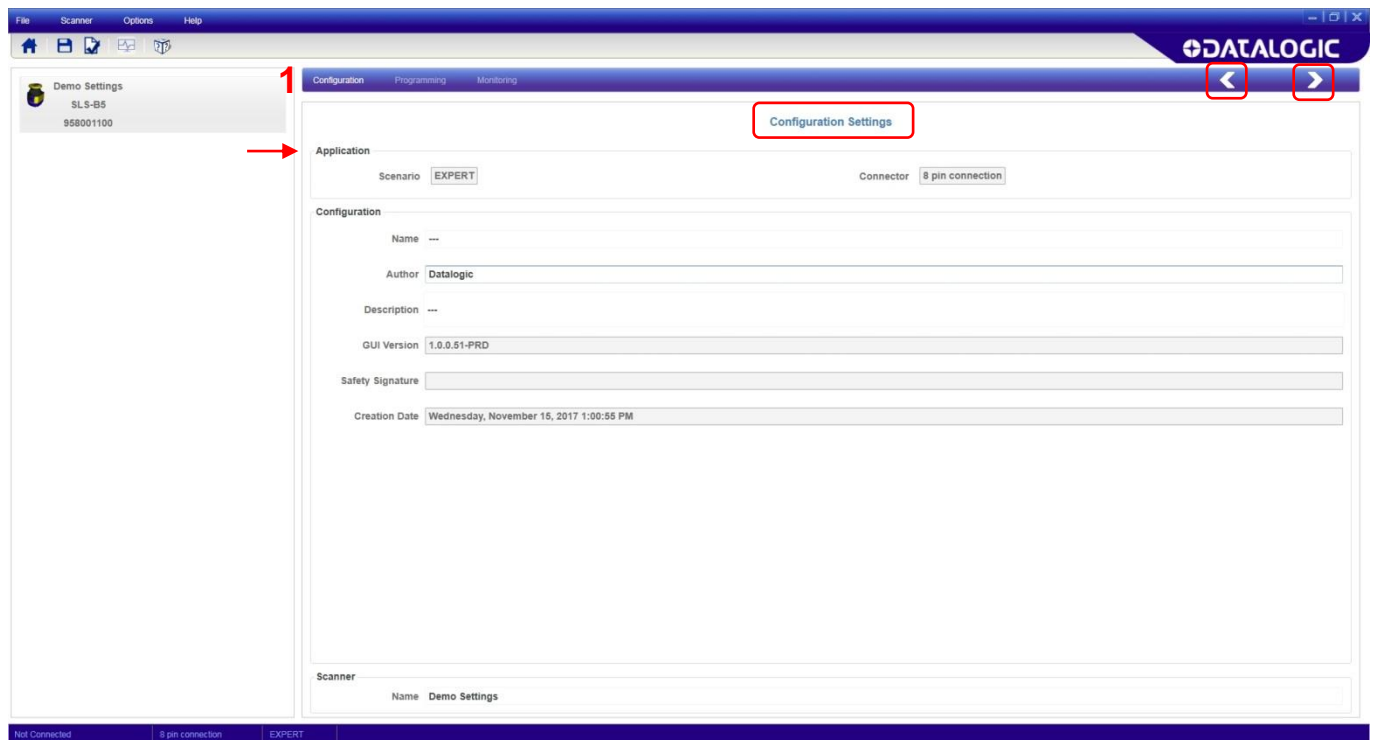 File Scanner Options Help
DATALOGIC
Demo Settings
SLS-B5
958001100
1
Configuration Programming Monitoring
Configuration Settings
Application
Scenario EXPERT Connector 8 pin connection
Configuration
Name ---
Author Datalogic
Description ---
GUI Version 1.0.0.51-PRD
Safety Signature
Creation Date Wednesday, November 15, 2017 1:00:55 PM
Scanner
Name Demo Settings
Not Connected 8 pin connection EXPERT